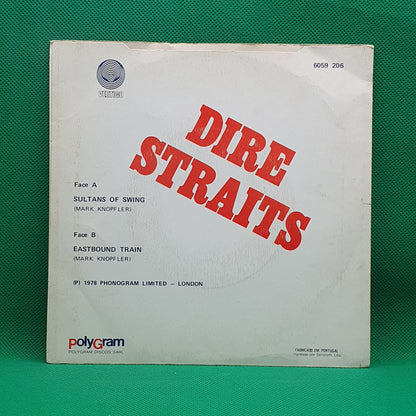 VERTIGO
6059 206
DIRE
STRAITS
Face A
SULTANS OF SWING
(MARK KNOPFLER)
Face B
EASTBOUND TRAIN
(MARK KNOPFLER)
(P) 1978 PHONOGRAM LIMITED – LONDON
PolyGram
POLYGRAM DISCOS SARL
FABRICADO EM PORTUGAL